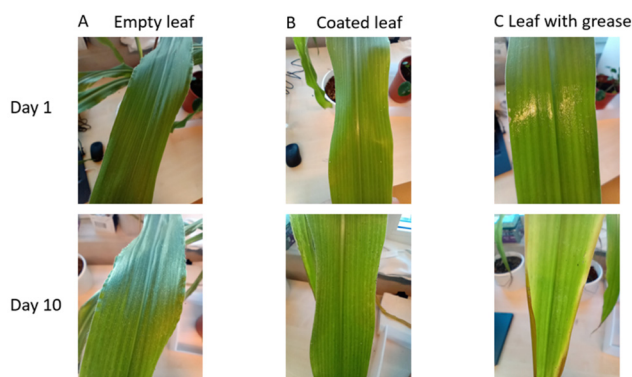 A Empty leaf
B Coated leaf
C Leaf with grease
Day 1
Day 10